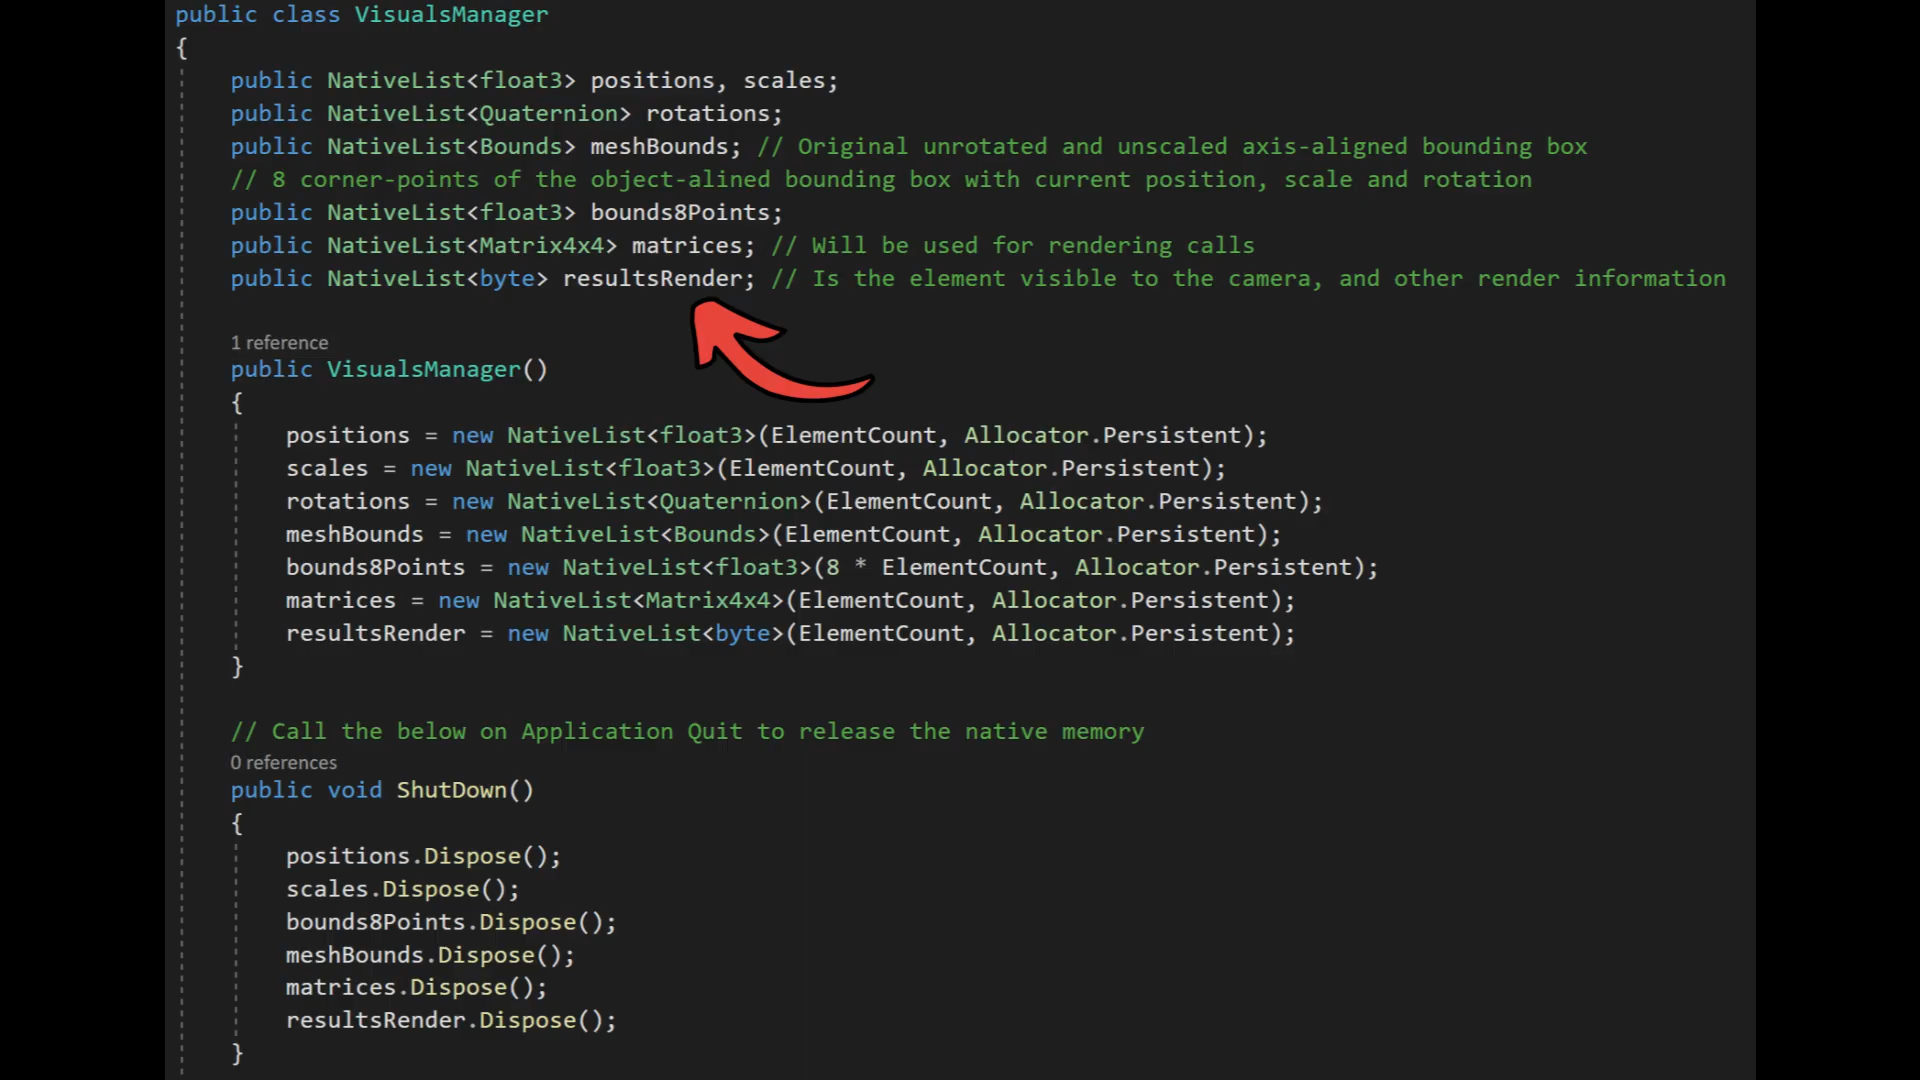 public class VisualsManager
{
public NativeList<float3> positions, scales;
public NativeList<Quaternion> rotations;
public NativeList<Bounds> meshBounds; // Original unrotated and unscaled axis-aligned bounding box
// 8 corner-points of the object-alined bounding box with current position, scale and rotation
public NativeList<float3> bounds8Points;
public NativeList<Matrix4x4> matrices; // Will be used for rendering calls
public NativeList<byte> resultsRender; // Is the element visible to the camera, and other render information
1 reference
public VisualsManager()
{
positions = new NativeList<float3>(ElementCount, Allocator.Persistent);
scales = new NativeList<float3>(ElementCount, Allocator.Persistent);
rotations = new NativeList<Quaternion>(ElementCount, Allocator.Persistent);
meshBounds = new NativeList<Bounds>(ElementCount, Allocator.Persistent);
bounds8Points = new NativeList<float3>(8 * ElementCount, Allocator.Persistent);
matrices = new NativeList<Matrix4x4>(ElementCount, Allocator.Persistent);
resultsRender = new NativeList<byte>(ElementCount, Allocator.Persistent);
}
// Call the below on Application Quit to release the native memory
0 references
public void ShutDown()
{
positions.Dispose();
scales.Dispose();
bounds8Points.Dispose();
meshBounds.Dispose();
matrices.Dispose();
resultsRender.Dispose();
}